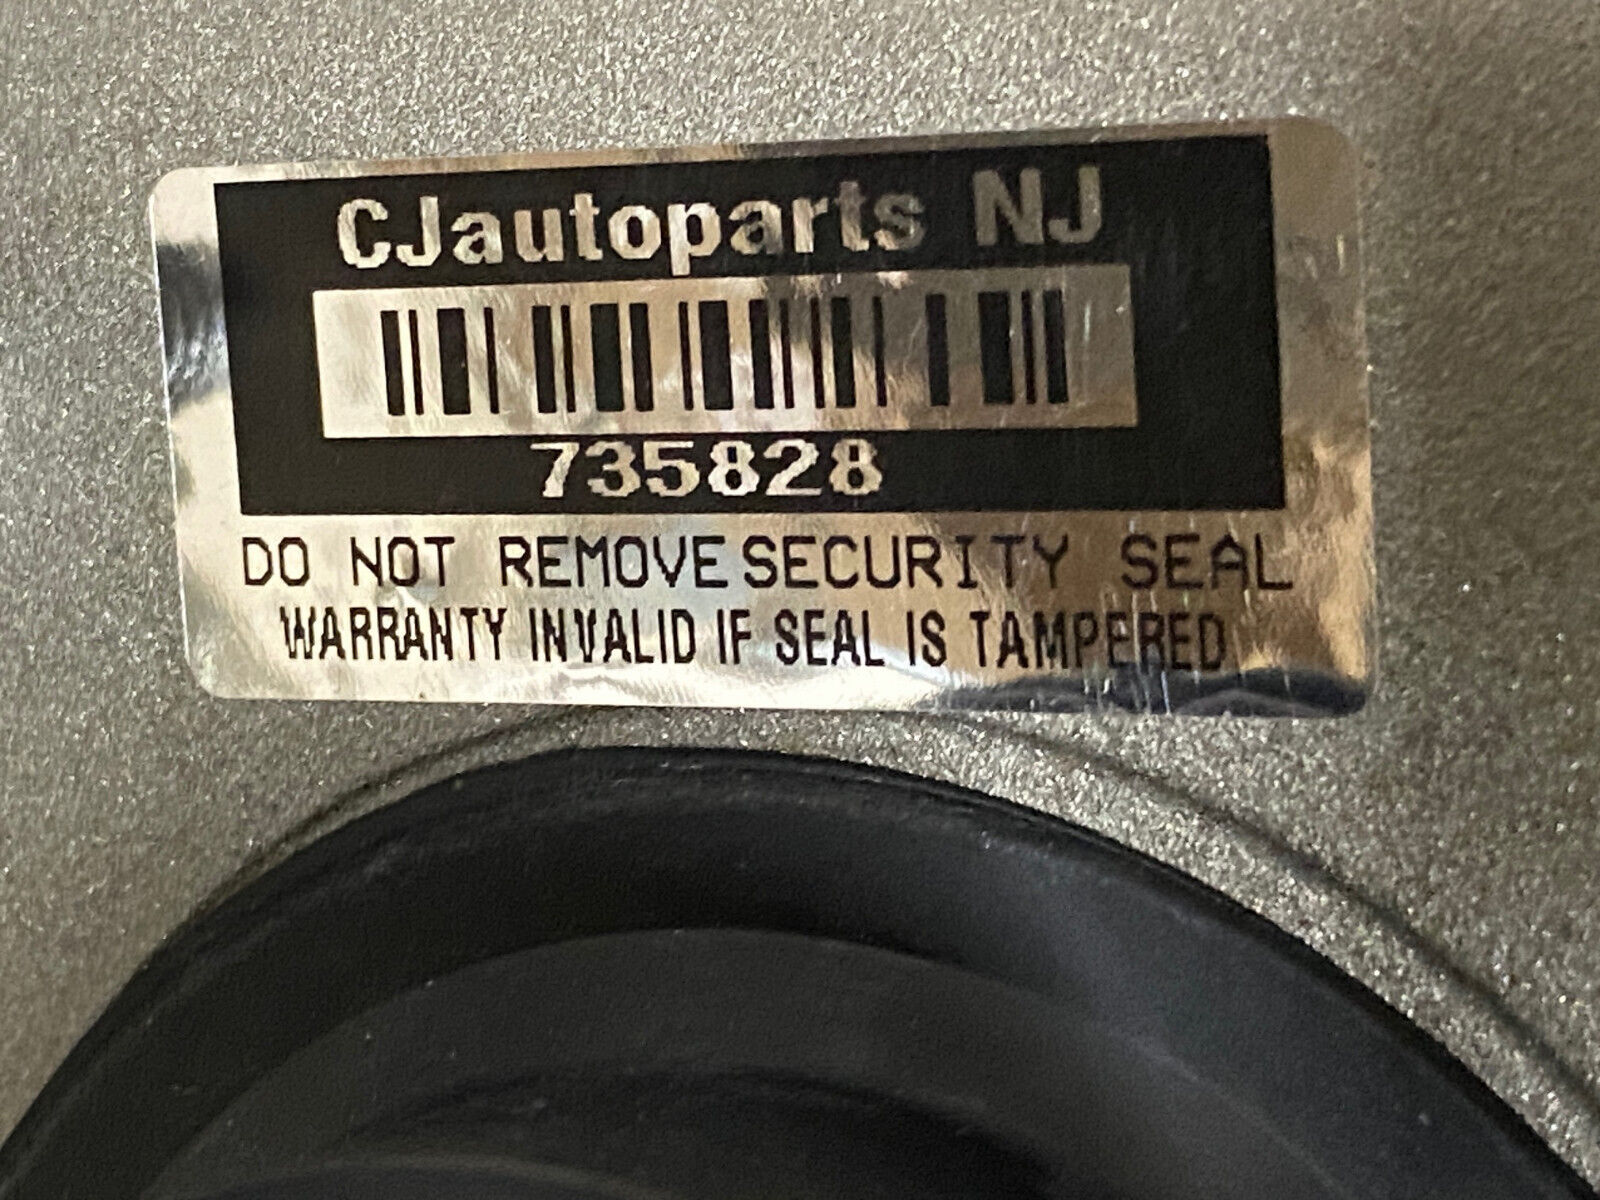 CJautoparts NJ
735828
DO NOT REMOVE SECURITY SEAL
WARRANTY INVALID IF SEAL IS TAMPERED